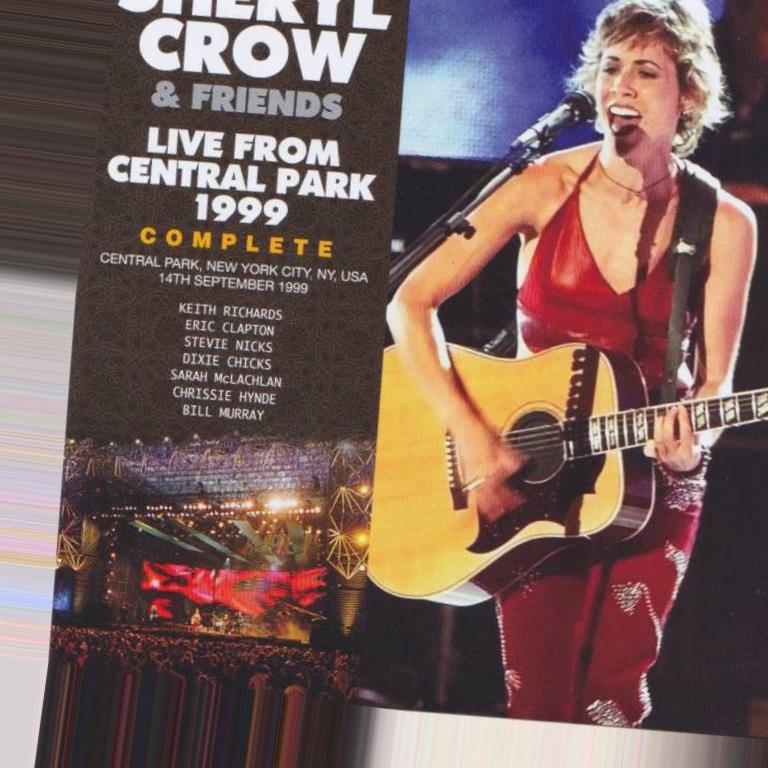 SHERYL
CROW
& FRIENDS
LIVE FROM
CENTRAL PARK
1999
COMPLETE
CENTRAL PARK, NEW YORK CITY, NY, USA
14TH SEPTEMBER 1999
KEITH RICHARDS
ERIC CLAPTON
STEVIE NICKS
DIXIE CHICKS
SARAH McLACHLAN
CHRISSIE HYNDE
BILL MURRAY